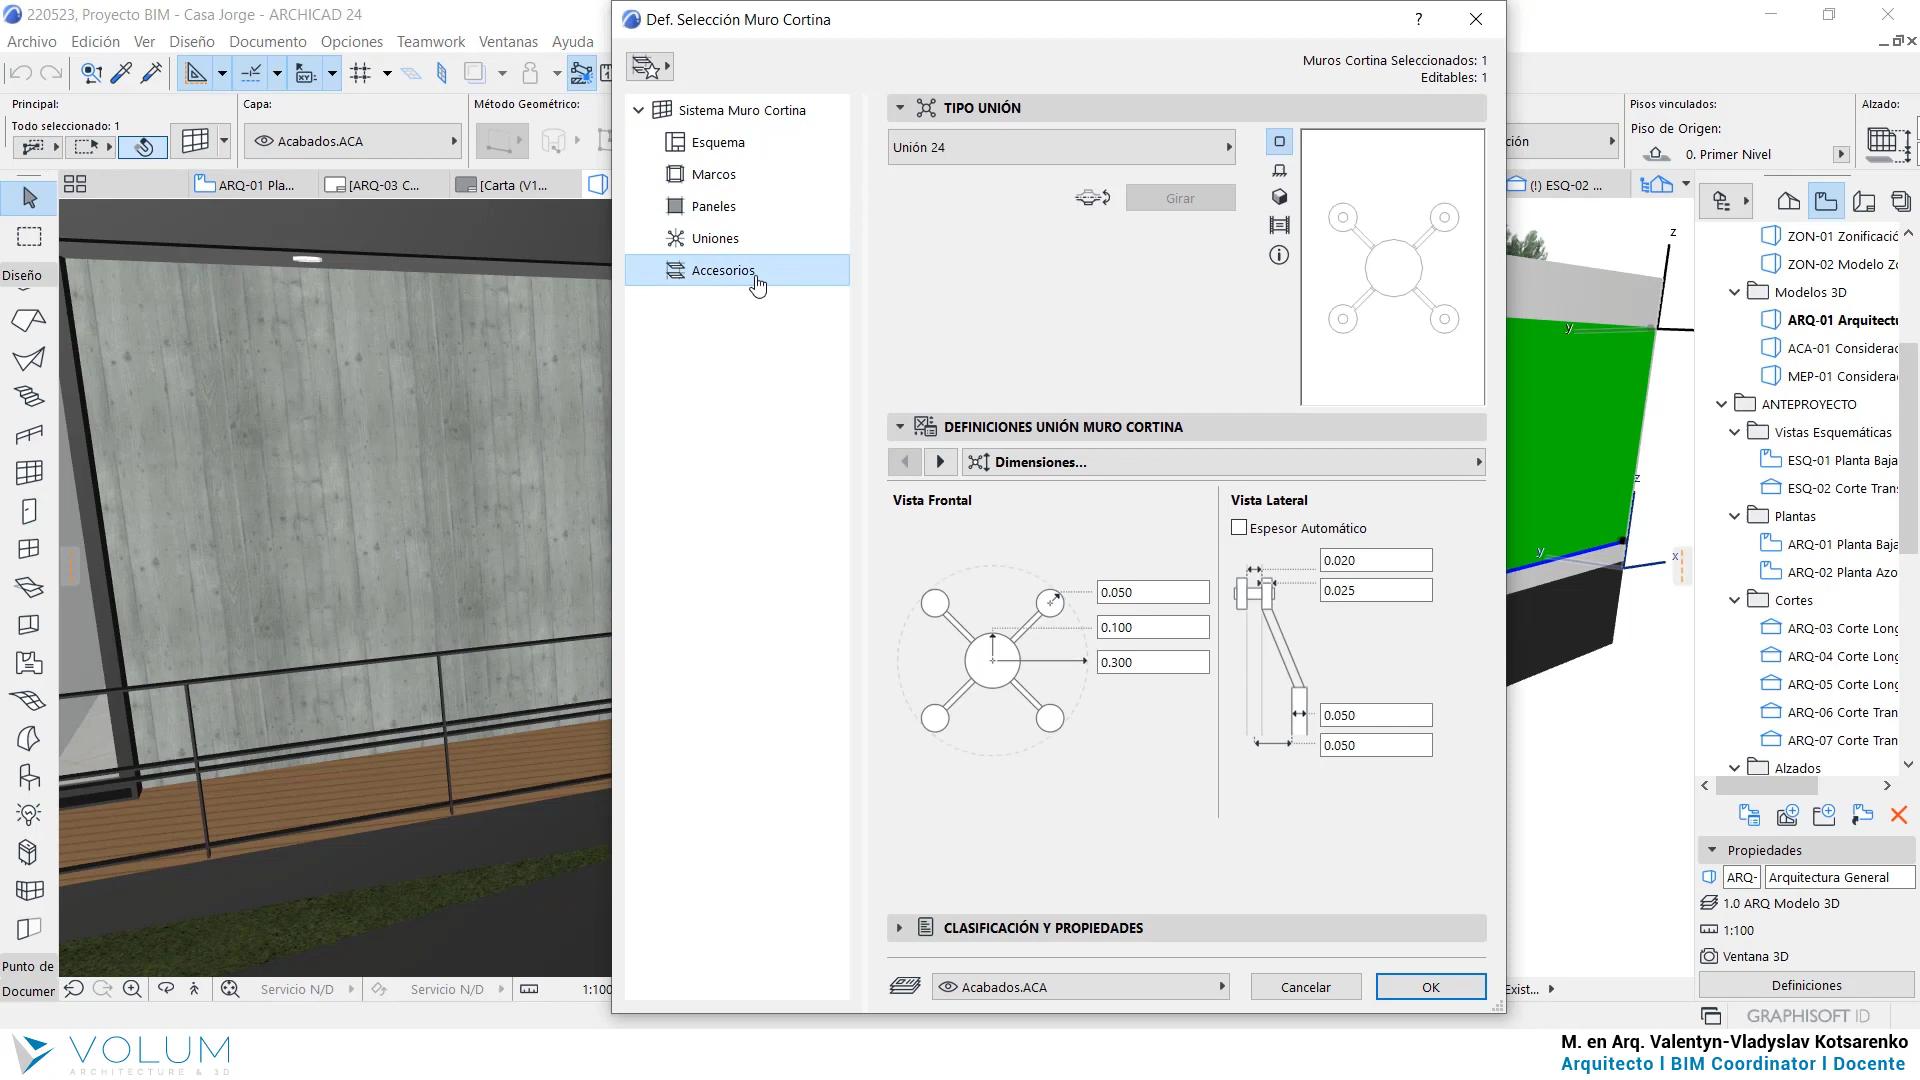 220523, Proyecto BIM - Casa Jorge - ARCHICAD 24
Archivo Edición Ver Diseño Documento Opciones Teamwork Ventanas Ayuda
Principal:
Todo seleccionado: 1
Capa:
Acabados.ACA
Método Geométrico:
ARQ-01 Pla...
[ARQ-03 C...
[Carta (V1...
Diseño
Punto de
Documer
Servicio N/D
Servicio N/D
1:100
Def. Selección Muro Cortina
?
Muros Cortina Seleccionados: 1
Editables: 1
Sistema Muro Cortina
Esquema
Marcos
Paneles
Uniones
Accesorios
TIPO UNIÓN
Unión 24
Girar
DEFINICIONES UNIÓN MURO CORTINA
Dimensiones...
Vista Frontal
0.050
0.100
0.300
Vista Lateral
Espesor Automático
0.020
0.025
0.050
0.050
CLASIFICACIÓN Y PROPIEDADES
Acabados.ACA
Cancelar
OK
ción
Pisos vinculados:
Piso de Origen:
0. Primer Nivel
Alzado:
(!) ESQ-02 ...
z
y
z
y
x
Exist...
ZON-01 Zonificació
ZON-02 Modelo Zo
Modelos 3D
ARQ-01 Arquitectu
ACA-01 Considerac
MEP-01 Considera
ANTEPROYECTO
Vistas Esquemáticas
ESQ-01 Planta Baja
ESQ-02 Corte Tran
Plantas
ARQ-01 Planta Baja
ARQ-02 Planta Azo
Cortes
ARQ-03 Corte Long
ARQ-04 Corte Long
ARQ-05 Corte Long
ARQ-06 Corte Tran
ARQ-07 Corte Tran
Alzados
Propiedades
ARQ-
Arquitectura General
1.0 ARQ Modelo 3D
1:100
Ventana 3D
Definiciones
GRAPHISOFT ID
VOLUM
ARCHITECTURE & 3D
M. en Arq. Valentyn-Vladyslav Kotsarenko
Arquitecto l BIM Coordinator l Docente